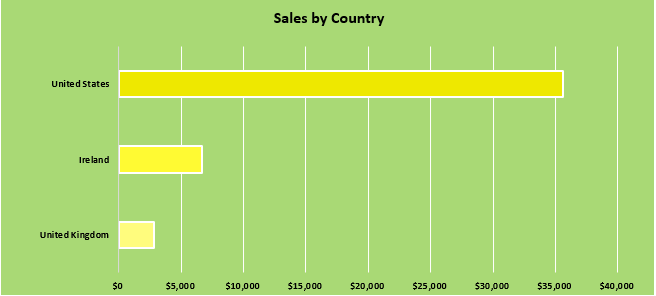 Sales by Country
United States
Ireland
United Kingdom
$0 $5,000 $10,000 $15,000 $20,000 $25,000 $30,000 $35,000 $40,000